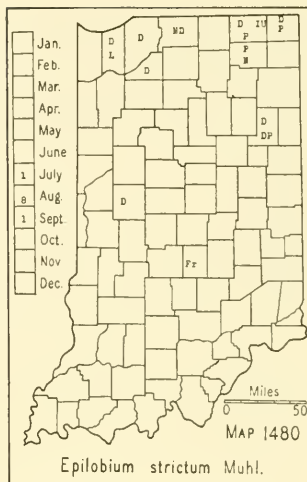 Jan.
Feb.
Mar.
Apr.
May
June
1 July
8 Aug.
1 Sept.
Oct.
Nov
Dec.
D
L
D
D
ND
D IU
P
P
N
D
P
D
DP
D
Fr
Miles
0 50
MAP 1480
Epilobium strictum Muhl.